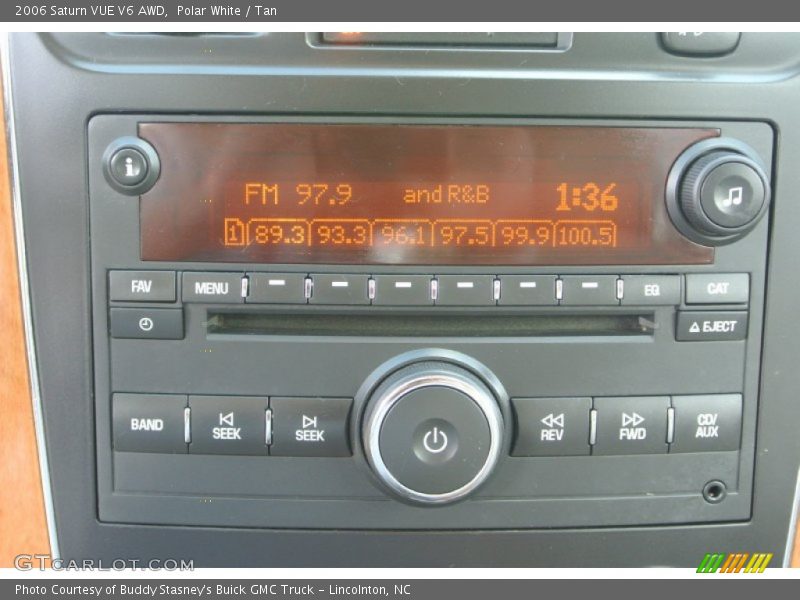 2006 Saturn VUE V6 AWD,  Polar White / Tan
i
FM 97.9 and R&B 1:36
1 89.3 93.3 96.1 97.5 99.9 100.5
FAV MENU EQ CAT
EJECT
BAND SEEK SEEK REV FWD CD/AUX
GTCARLOT.COM
Photo Courtesy of Buddy Stasney's Buick GMC Truck - Lincolnton, NC